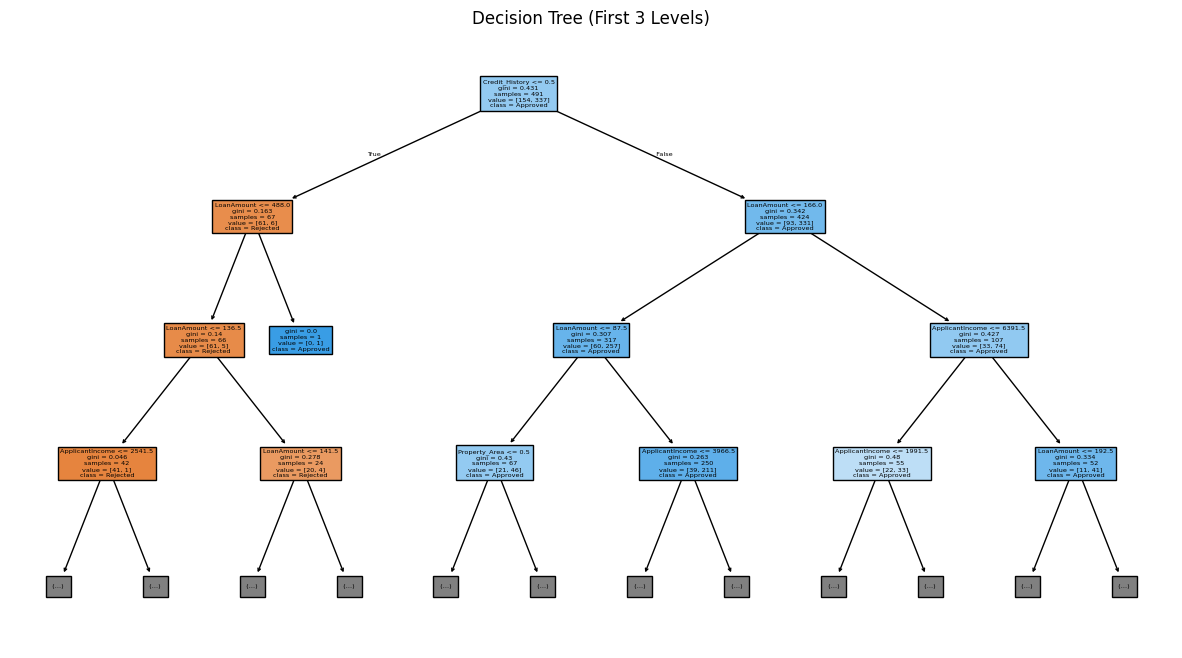 Decision Tree (First 3 Levels)
Credit_History <= 0.5
gini = 0.431
samples = 491
value = [154, 337]
class = Approved
True
False
LoanAmount <= 488.0
gini = 0.163
samples = 67
value = [61, 6]
class = Rejected
LoanAmount <= 166.0
gini = 0.342
samples = 424
value = [93, 331]
class = Approved
LoanAmount <= 136.5
gini = 0.14
samples = 66
value = [61, 5]
class = Rejected
gini = 0.0
samples = 1
value = [0, 1]
class = Approved
LoanAmount <= 87.5
gini = 0.307
samples = 317
value = [60, 257]
class = Approved
ApplicantIncome <= 6391.5
gini = 0.427
samples = 107
value = [33, 74]
class = Approved
ApplicantIncome <= 2541.5
gini = 0.046
samples = 42
value = [41, 1]
class = Rejected
LoanAmount <= 141.5
gini = 0.278
samples = 24
value = [20, 4]
class = Rejected
Property_Area <= 0.5
gini = 0.43
samples = 67
value = [21, 46]
class = Approved
ApplicantIncome <= 3966.5
gini = 0.263
samples = 250
value = [39, 211]
class = Approved
ApplicantIncome <= 1991.5
gini = 0.48
samples = 55
value = [22, 33]
class = Approved
LoanAmount <= 192.5
gini = 0.334
samples = 52
value = [11, 41]
class = Approved
(...)
(...)
(...)
(...)
(...)
(...)
(...)
(...)
(...)
(...)
(...)
(...)